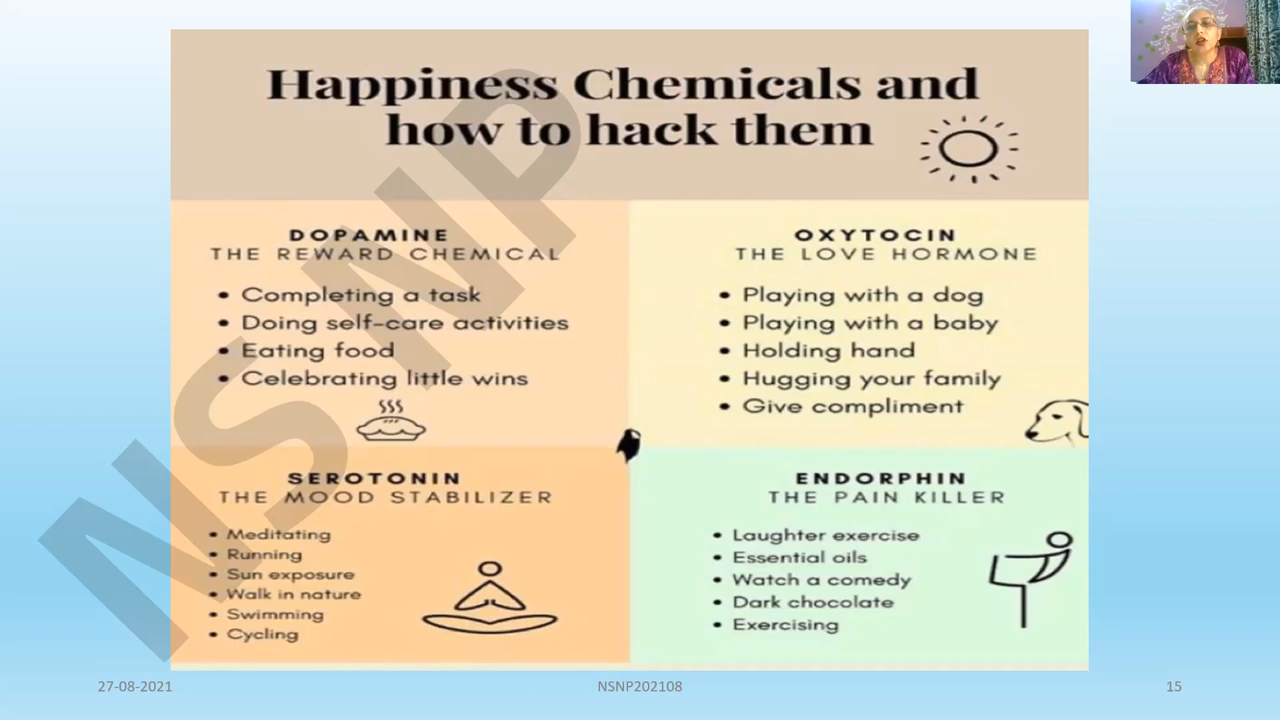 Happiness Chemicals and
how to hack them
DOPAMINE
THE REWARD CHEMICAL
• Completing a task
• Doing self-care activities
• Eating food
• Celebrating little wins
OXYTOCIN
THE LOVE HORMONE
• Playing with a dog
• Playing with a baby
• Holding hand
• Hugging your family
• Give compliment
SEROTONIN
THE MOOD STABILIZER
• Meditating
• Running
• Sun exposure
• Walk in nature
• Swimming
• Cycling
ENDORPHIN
THE PAIN KILLER
• Laughter exercise
• Essential oils
• Watch a comedy
• Dark chocolate
• Exercising
NSNP
27-08-2021
NSNP202108
15